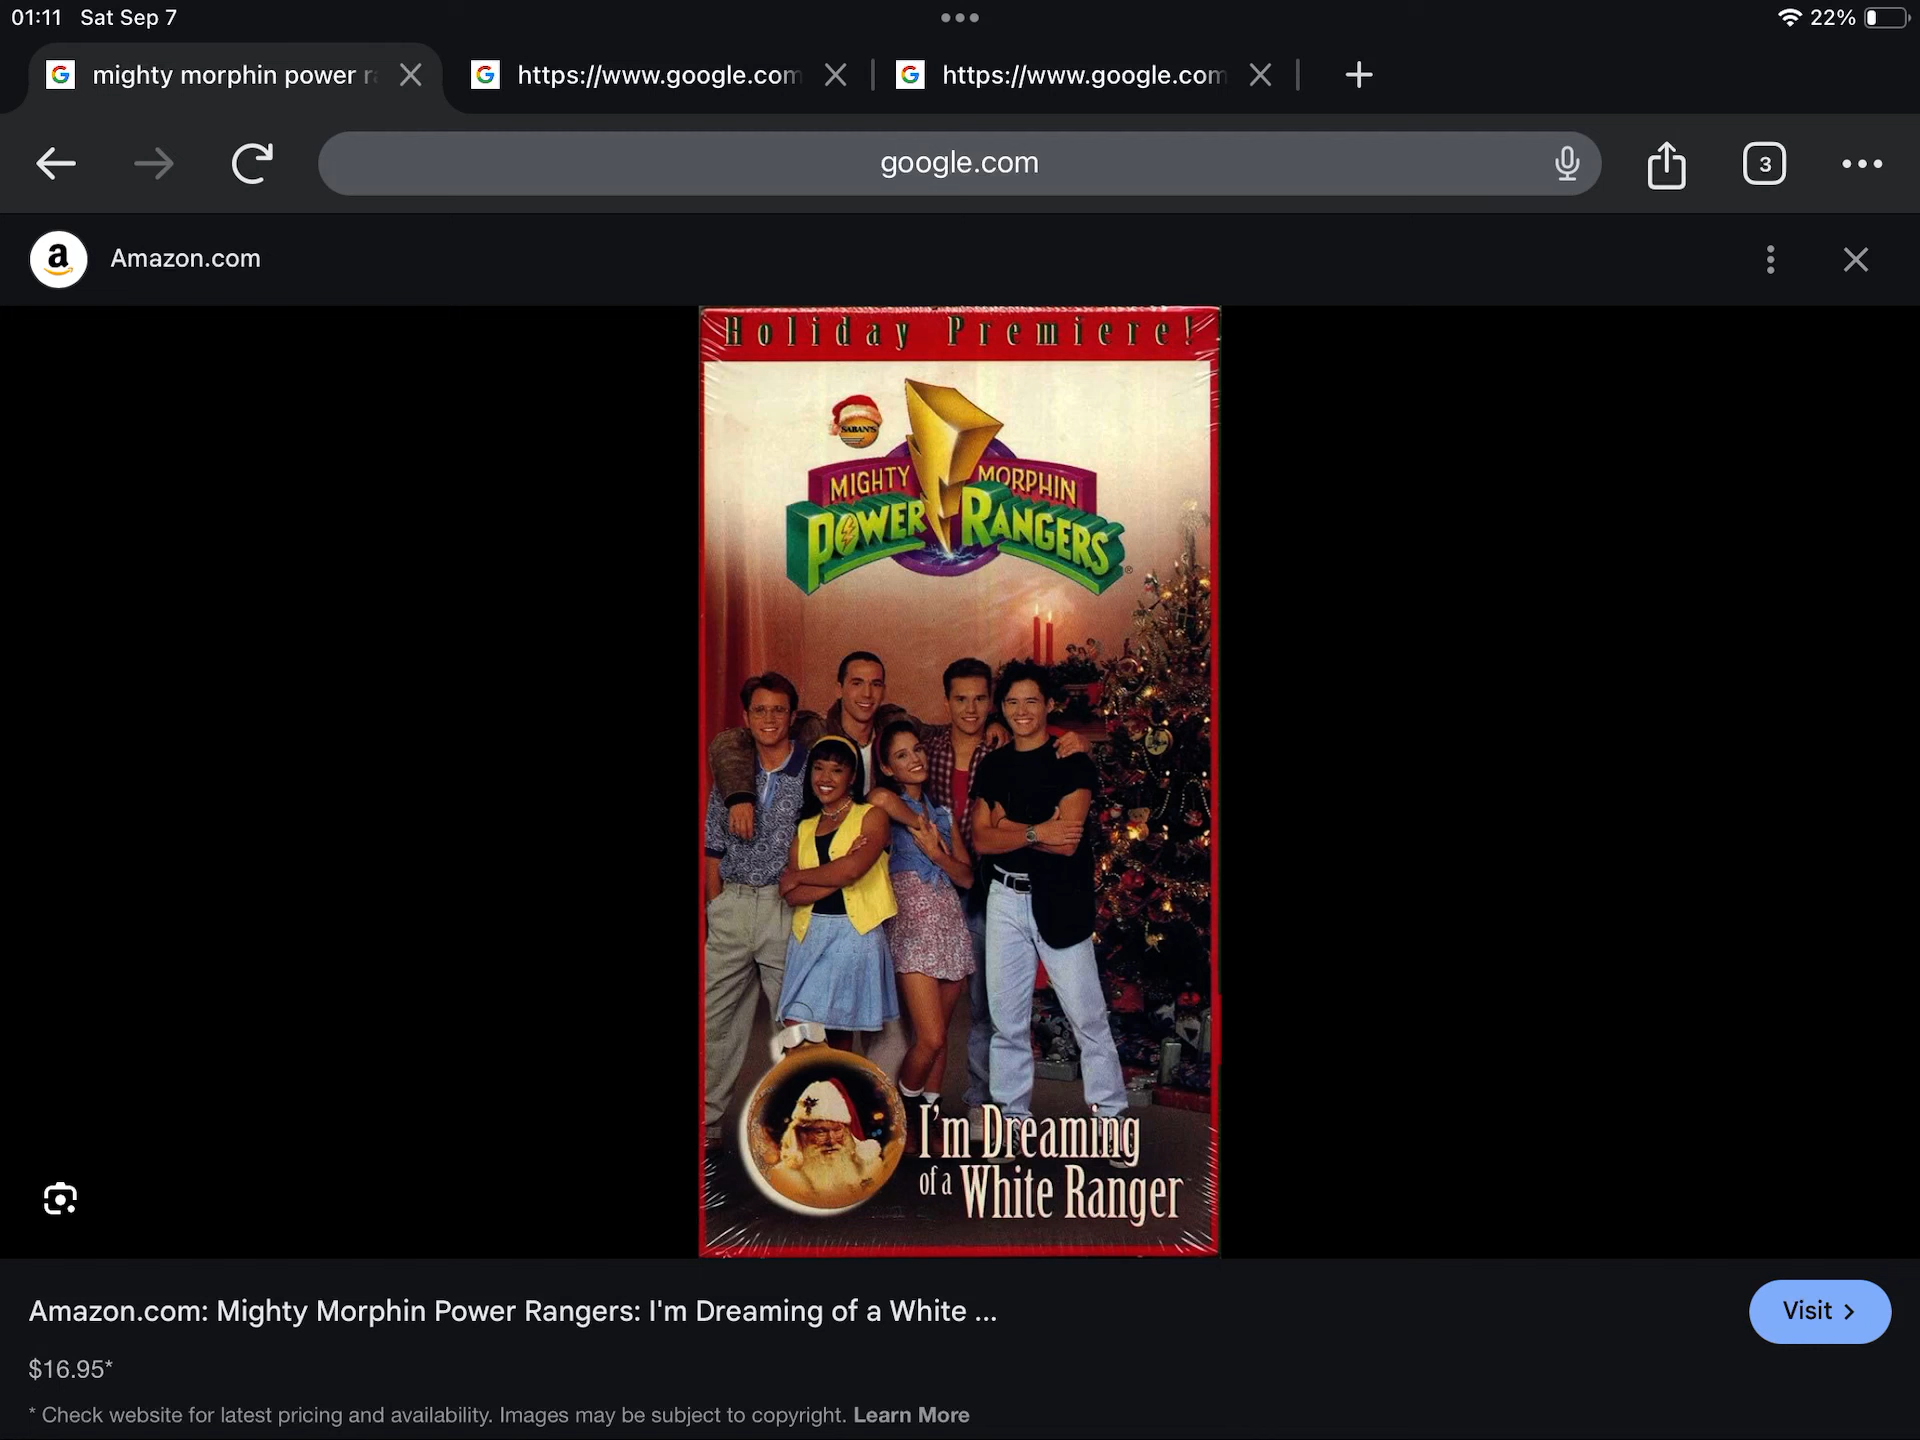 01:11 Sat Sep 7
22%
mighty morphin power r
https://www.google.com
https://www.google.com
google.com
3
Amazon.com
Holiday Premiere!
SABAN'S
MIGHTY MORPHIN
POWER RANGERS®
I'm Dreaming
of a White Ranger
Amazon.com: Mighty Morphin Power Rangers: I'm Dreaming of a White ...
Visit
$16.95*
* Check website for latest pricing and availability. Images may be subject to copyright. Learn More